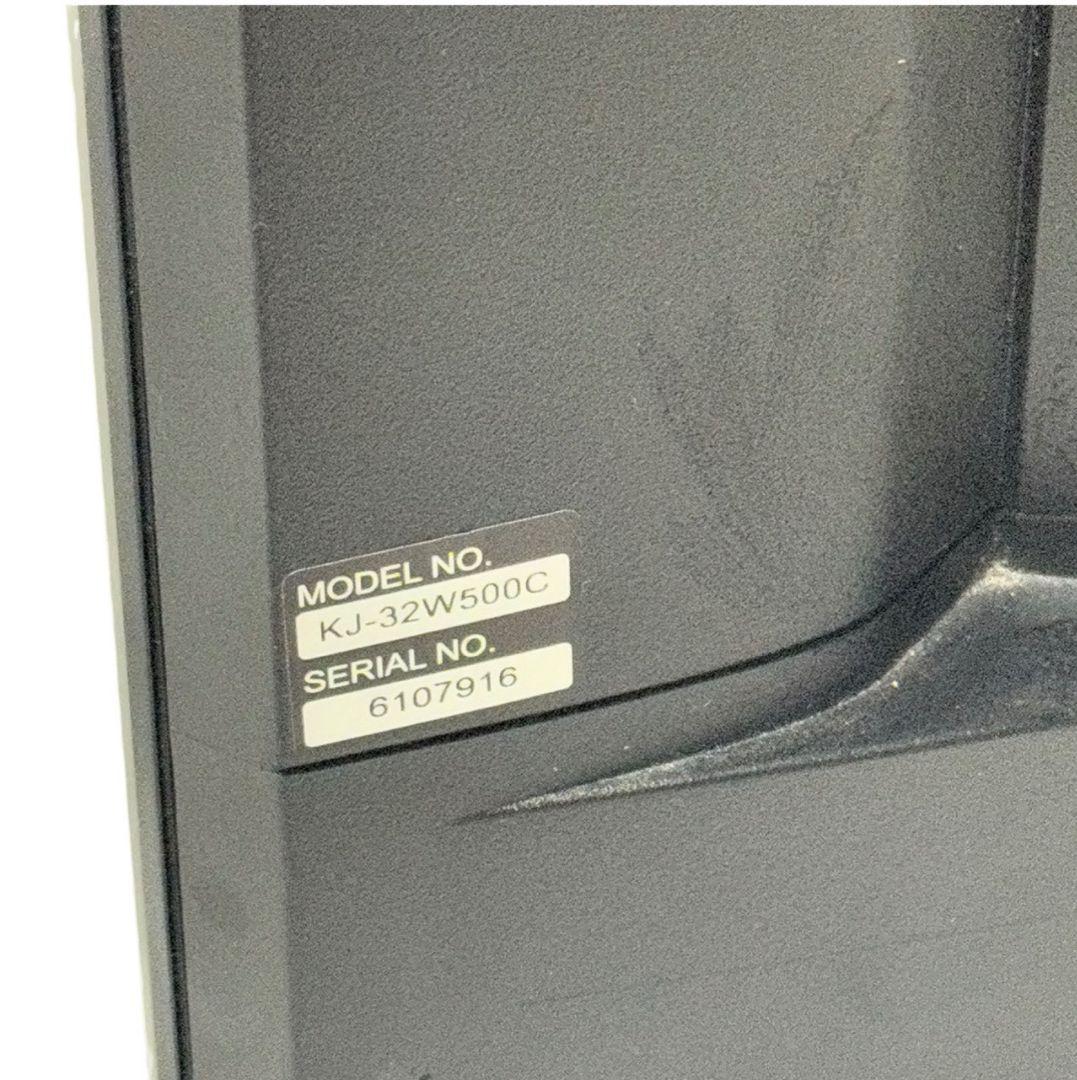 MODEL NO.
KJ-32W500C
SERIAL NO.
6107916